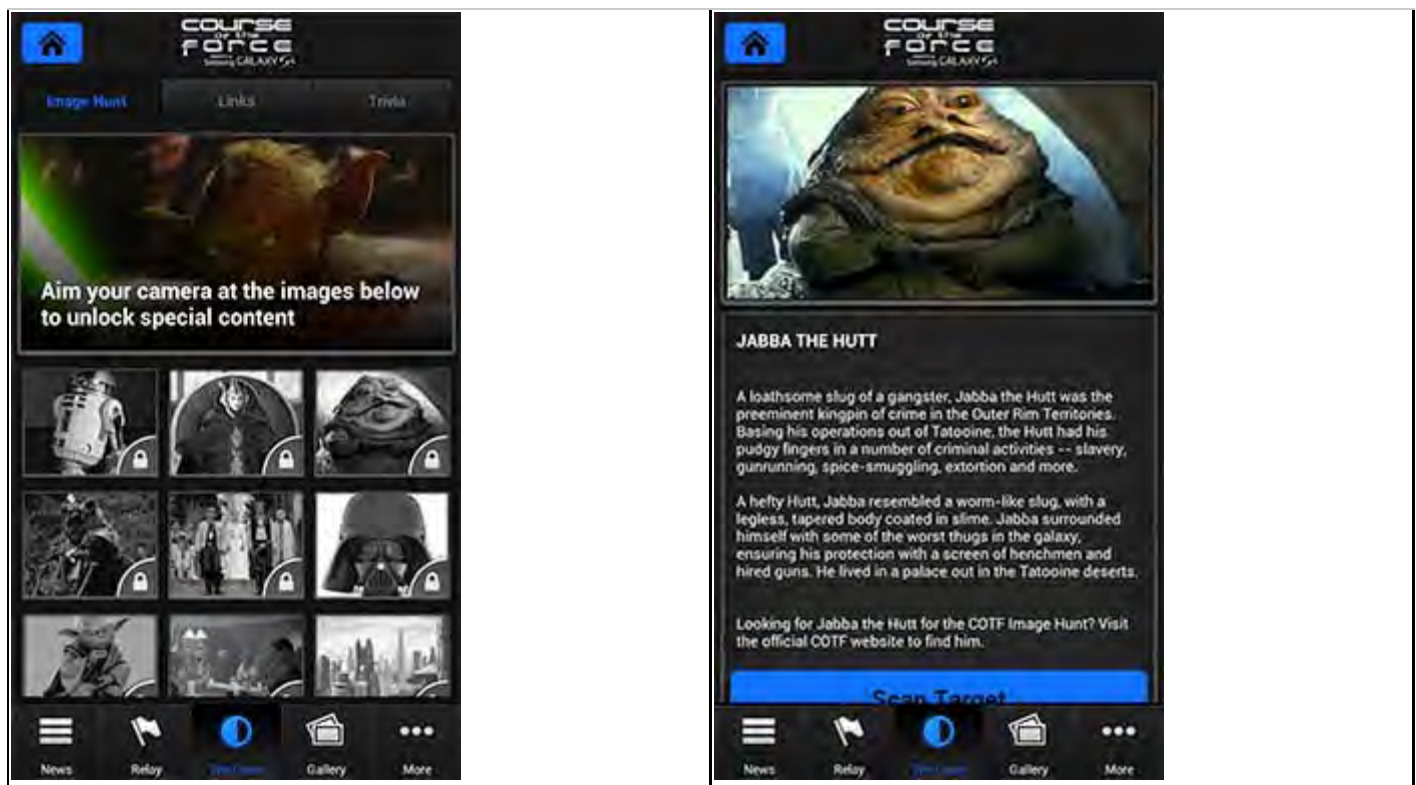 COURSE
OF THE
FORCE
SAMSUNG GALAXY S4
Image Hunt
Links
Trivia
Aim your camera at the images below
to unlock special content
News
Relay
Gallery
More
COURSE
OF THE
FORCE
SAMSUNG GALAXY S4
JABBA THE HUTT
A loathsome slug of a gangster, Jabba the Hutt was the
preeminent kingpin of crime in the Outer Rim Territories.
Basing his operations out of Tatooine, the Hutt had his
pudgy fingers in a number of criminal activities -- slavery,
gunrunning, spice-smuggling, extortion and more.
A hefty Hutt, Jabba resembled a worm-like slug, with a
legless, tapered body coated in slime. Jabba surrounded
himself with some of the worst thugs in the galaxy,
ensuring his protection with a screen of henchmen and
hired guns. He lived in a palace out in the Tatooine deserts.
Looking for Jabba the Hutt for the COTF Image Hunt? Visit
the official COTF website to find him.
Scan Target
News
Relay
Gallery
More